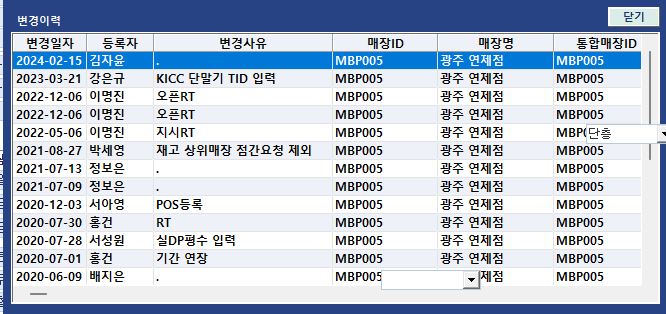 변경이력 닫기
변경일자 등록자 변경사유 매장ID 매장명 통합매장ID
2024-02-15 김자윤 . MBP005 광주 연제점 MBP005
2023-03-21 강은규 KICC 단말기 TID 입력 MBP005 광주 연제점 MBP005
2022-12-06 이명진 오픈RT MBP005 광주 연제점 MBP005
2022-12-06 이명진 오픈RT MBP005 광주 연제점 MBP005
2022-05-06 이명진 지시RT MBP005 광주 연제점 MBP0 단층
2021-08-27 박세영 재고 상위매장 점간요청 제외 MBP005 광주 연제점 MBP005
2021-07-13 정보은 . MBP005 광주 연제점 MBP005
2021-07-09 정보은 . MBP005 광주 연제점 MBP005
2020-12-03 서아영 POS등록 MBP005 광주 연제점 MBP005
2020-07-30 홍건 RT MBP005 광주 연제점 MBP005
2020-07-28 서성원 실DP평수 입력 MBP005 광주 연제점 MBP005
2020-07-01 홍건 기간 연장 MBP005 광주 연제점 MBP005
2020-06-09 배지은 . MBP005 제점 MBP005